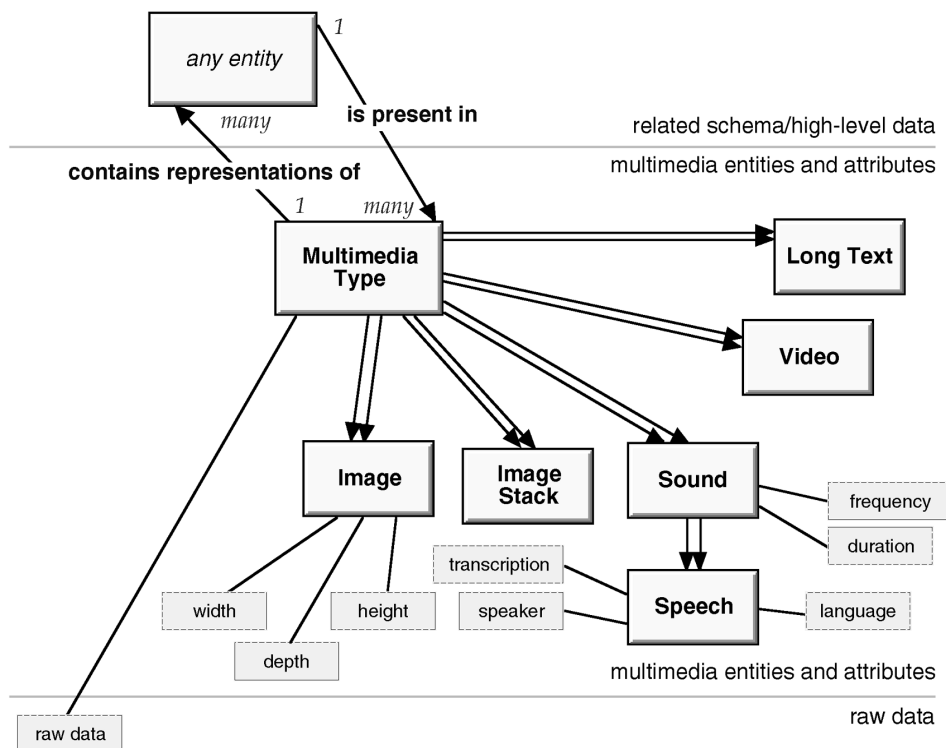 1
any entity
many
is present in
related schema/high-level data
contains representations of
multimedia entities and attributes
1
many
Multimedia
Type
Long Text
Video
Image
Image
Stack
Sound
frequency
duration
transcription
width
height
speaker
Speech
language
depth
multimedia entities and attributes
raw data
raw data